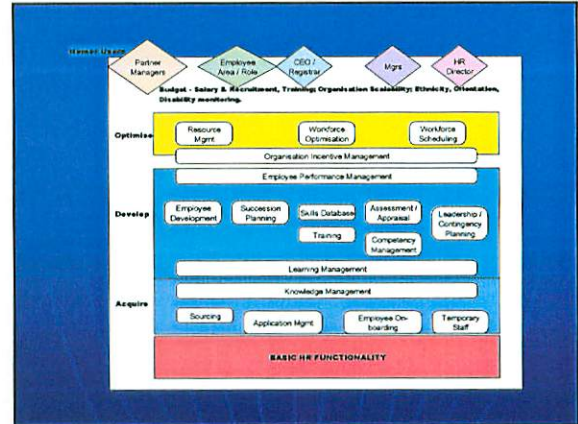 Human Users
Partner
Managers
Employee
Area / Role
CEO /
Registrar
Mgrs
HR
Director
Budget - Salary & Recruitment, Training; Organisation Scalability; Ethnicity, Orientation,
Disability monitoring.
Optimise
Resource
Mgmt
Workforce
Optimisation
Workforce
Scheduling
Organisation Incentive Management
Employee Performance Management
Develop
Employee
Development
Succession
Planning
Skills Database
Training
Assessment /
Appraisal
Competency
Management
Leadership /
Contingency
Planning
Learning Management
Knowledge Management
Acquire
Sourcing
Application Mgmt
Employee On-
boarding
Temporary
Staff
BASIC HR FUNCTIONALITY